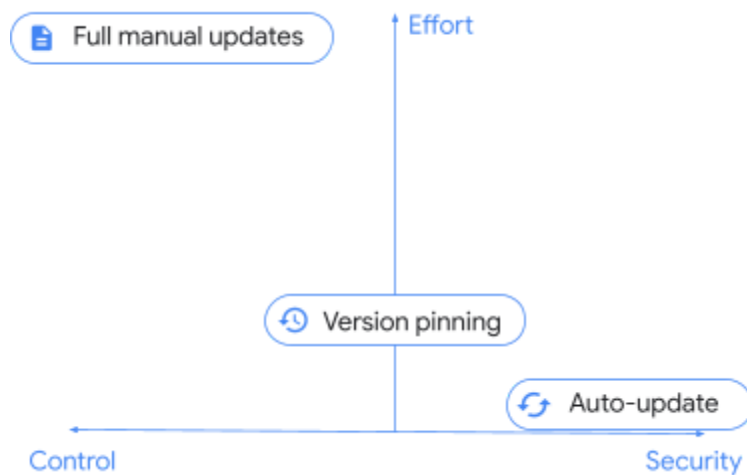 Full manual updates
Effort
Version pinning
Auto-update
Control
Security